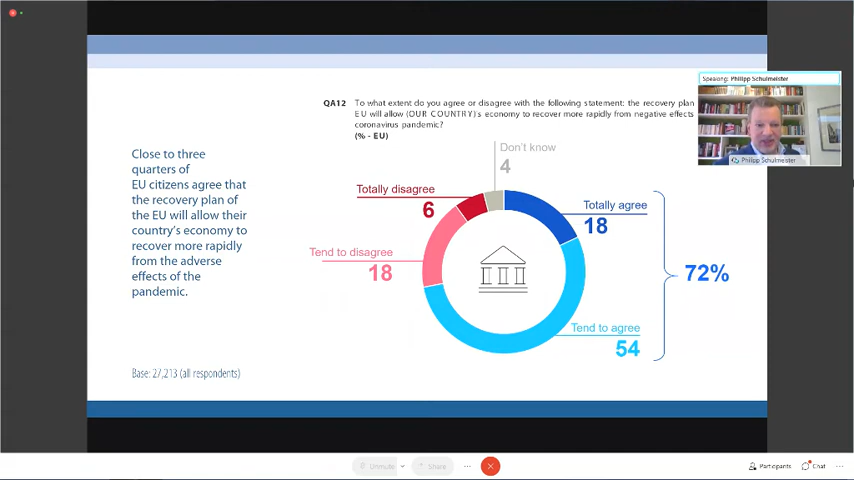 Speaking: Philipp Schulmeister
Philipp Schulmeister
QA12 To what extent do you agree or disagree with the following statement: the recovery plan
EU will allow (OUR COUNTRY)'s economy to recover more rapidly from negative effects
coronavirus pandemic?
(% - EU)
Close to three
quarters of
EU citizens agree that
the recovery plan of
the EU will allow their
country's economy to
recover more rapidly
from the adverse
effects of the
pandemic.
Don't know
4
Totally disagree
6
Totally agree
18
Tend to disagree
18
72%
Tend to agree
54
Base: 27,213 (all respondents)
Unmute
Share
Participants
Chat